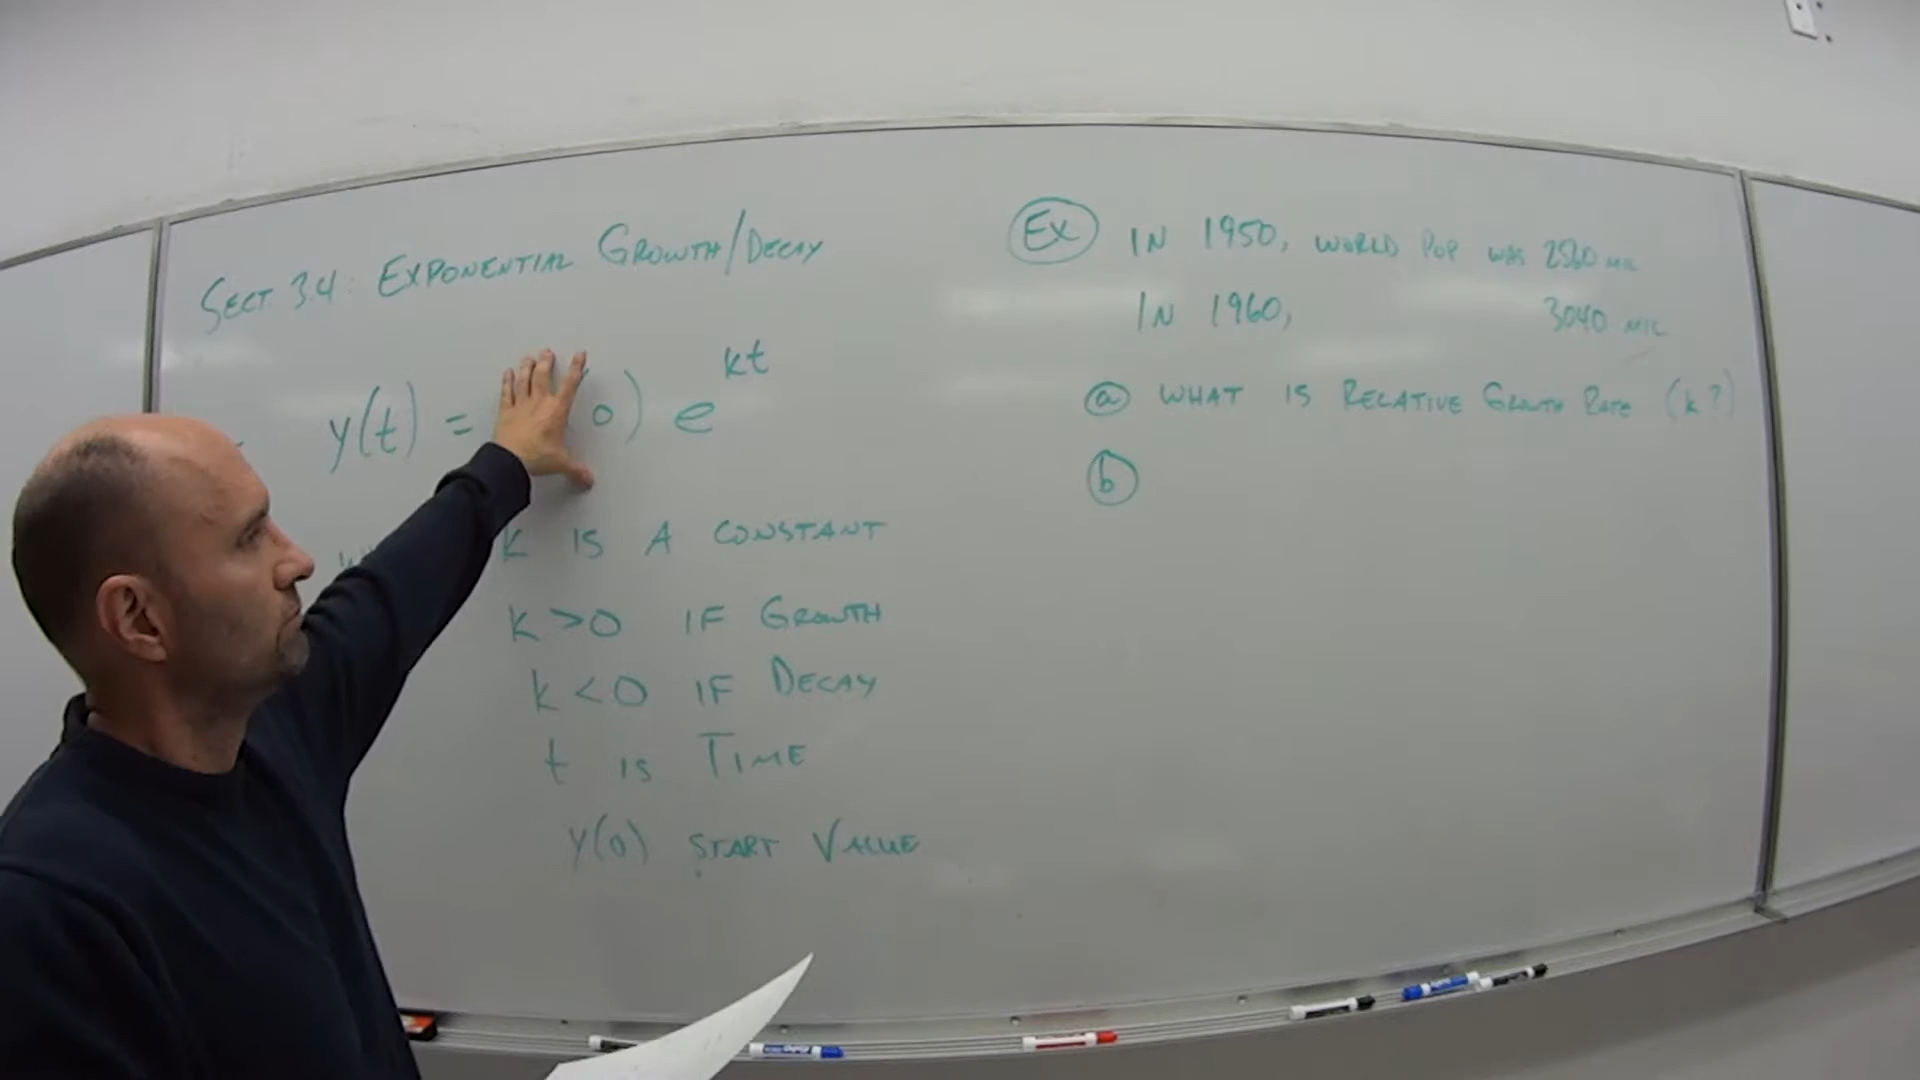 SECT 3.4: EXPONENTIAL GROWTH/DECAY
y(t) = 0) e^kt
K IS A CONSTANT
k > 0 IF GROWTH
k < 0 IF DECAY
t IS TIME
y(0) START VALUE
Ex IN 1950, WORLD POP WAS 2560 MIL
IN 1960, 3040 MIL
a WHAT IS RELATIVE GROWTH RATE (k?)
b